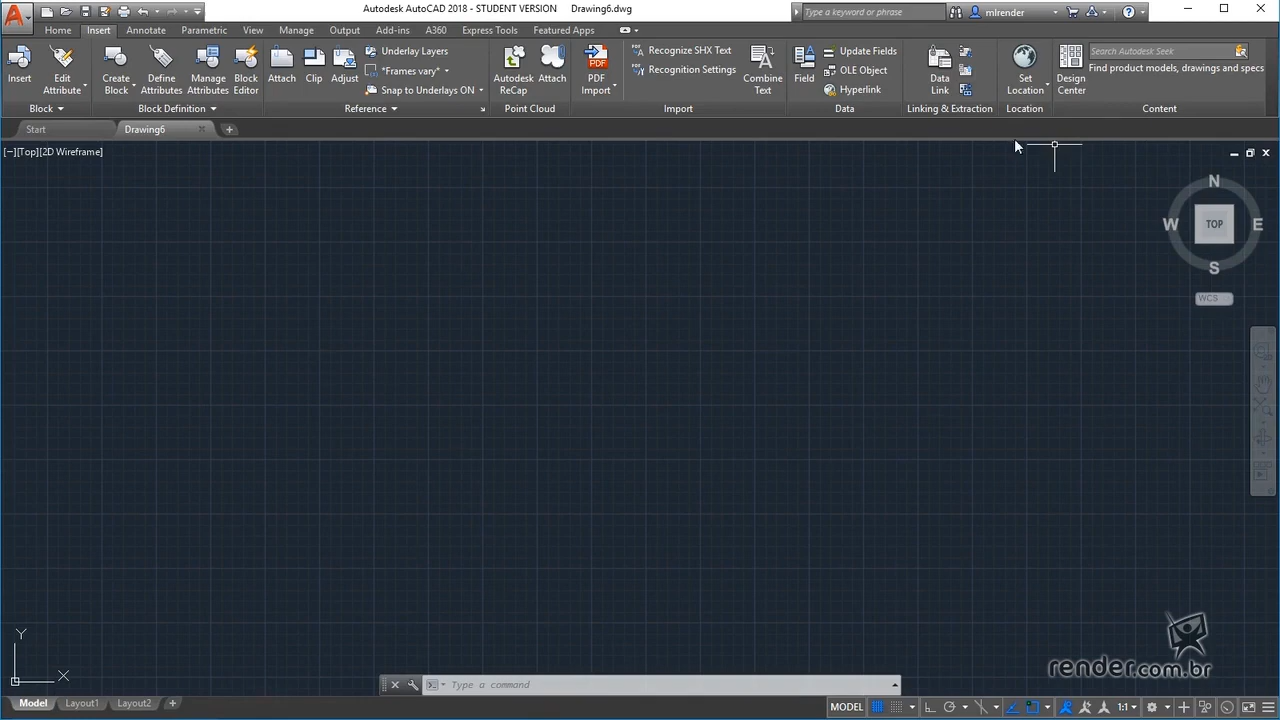 Autodesk AutoCAD 2018 - STUDENT VERSION Drawing6.dwg
Type a keyword or phrase
mlrender
Home Insert Annotate Parametric View Manage Output Add-ins A360 Express Tools Featured Apps
Insert
Edit Attribute
Block
Create Block
Define Attributes
Manage Attributes
Block Editor
Block Definition
Attach
Clip
Adjust
Underlay Layers
*Frames vary*
Snap to Underlays ON
Reference
Autodesk ReCap
Attach
Point Cloud
PDF
PDF Import
Recognize SHX Text
Recognition Settings
Combine Text
Import
Field
Update Fields
OLE Object
Hyperlink
Data
Data Link
Linking & Extraction
Set Location
Location
Design Center
Search Autodesk Seek
Find product models, drawings and specs
Content
Start
Drawing6
[−][Top][2D Wireframe]
N
W TOP E
S
WCS
Y
X
render.com.br
Type a command
Model Layout1 Layout2
MODEL
1:1